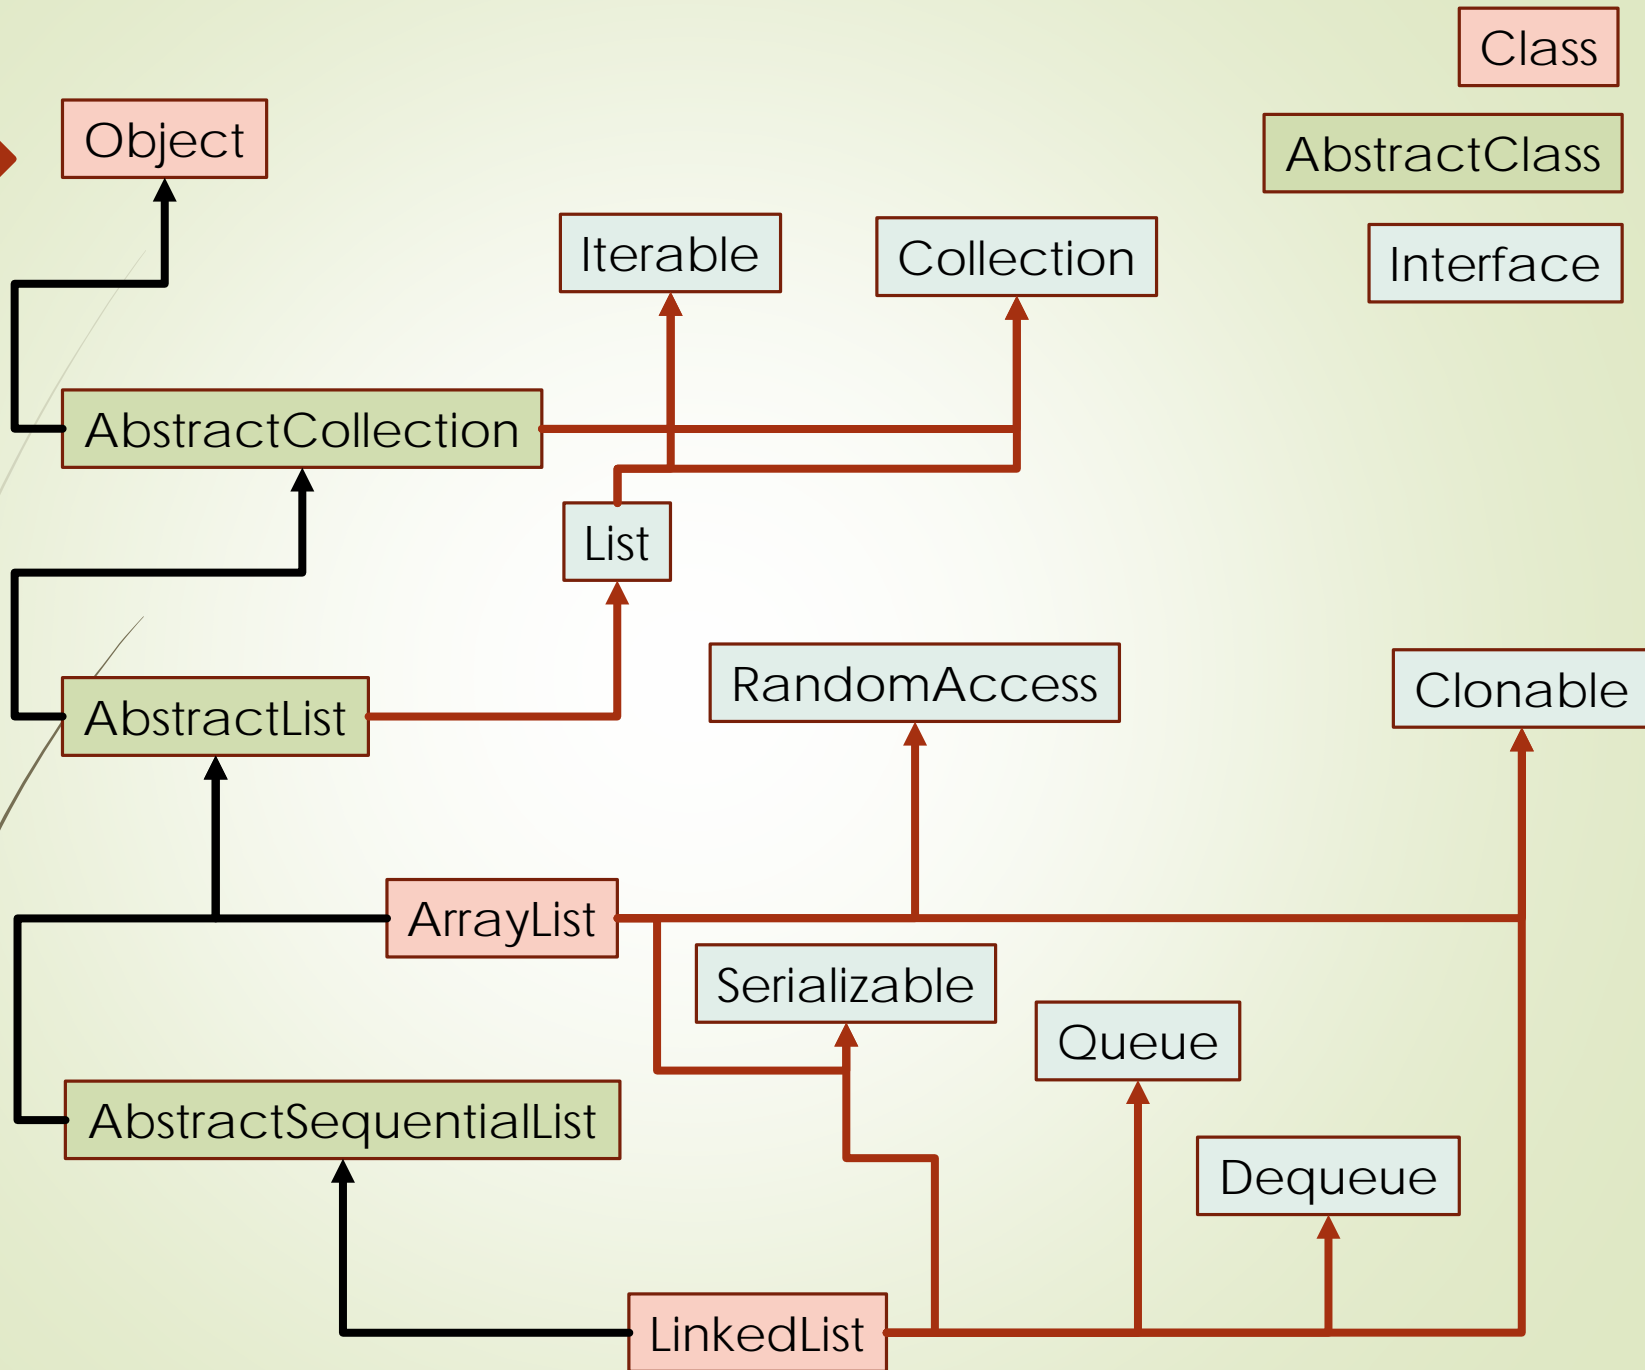 Class
Object
AbstractClass
Iterable
Collection
Interface
AbstractCollection
List
RandomAccess
Clonable
AbstractList
ArrayList
Serializable
Queue
AbstractSequentialList
Dequeue
LinkedList